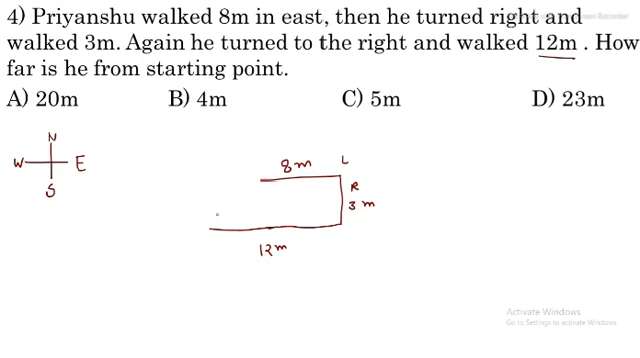 4) Priyanshu walked 8m in east, then he turned right and
walked 3m. Again he turned to the right and walked 12m . How
far is he from starting point.
A) 20m B) 4m C) 5m D) 23m
N
W E
S
8m L
R
3 m
12m
Activate Windows
Go to Settings to activate Windows.